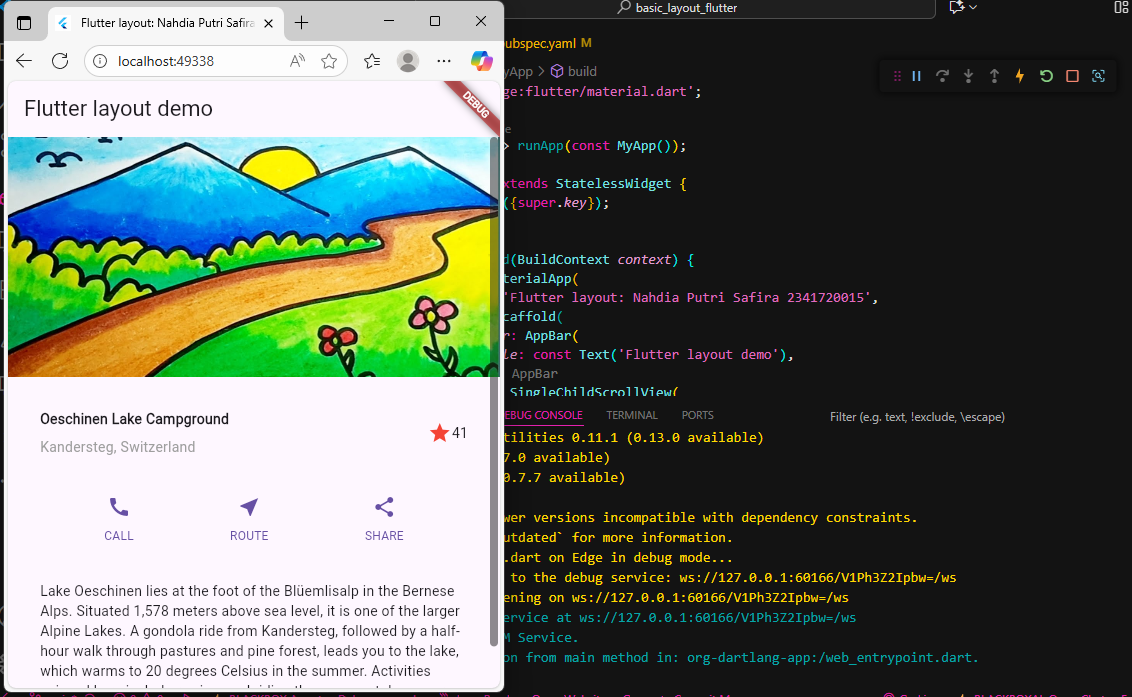 Flutter layout: Nahdia Putri Safira
localhost:49338
Flutter layout demo
DEBUG
Oeschinen Lake Campground
Kandersteg, Switzerland
41
CALL
ROUTE
SHARE
Lake Oeschinen lies at the foot of the Blüemlisalp in the Bernese
Alps. Situated 1,578 meters above sea level, it is one of the larger
Alpine Lakes. A gondola ride from Kandersteg, followed by a half-
hour walk through pastures and pine forest, leads you to the lake,
which warms to 20 degrees Celsius in the summer. Activities
basic_layout_flutter
pubspec.yaml M
MyApp > build
ge:flutter/material.dart';
> runApp(const MyApp());
xtends StatelessWidget {
({super.key});
d(BuildContext context) {
terialApp(
'Flutter layout: Nahdia Putri Safira 2341720015',
caffold(
r: AppBar(
le: const Text('Flutter layout demo'),
AppBar
SingleChildScrollView(
DEBUG CONSOLE
TERMINAL
PORTS
Filter (e.g. text, !exclude, \escape)
tilities 0.11.1 (0.13.0 available)
7.0 available)
0.7.7 available)
wer versions incompatible with dependency constraints.
utdated` for more information.
.dart on Edge in debug mode...
to the debug service: ws://127.0.0.1:60166/V1Ph3Z2Ipbw=/ws
ening on ws://127.0.0.1:60166/V1Ph3Z2Ipbw=/ws
ervice at ws://127.0.0.1:60166/V1Ph3Z2Ipbw=/ws
M Service.
on from main method in: org-dartlang-app:/web_entrypoint.dart.